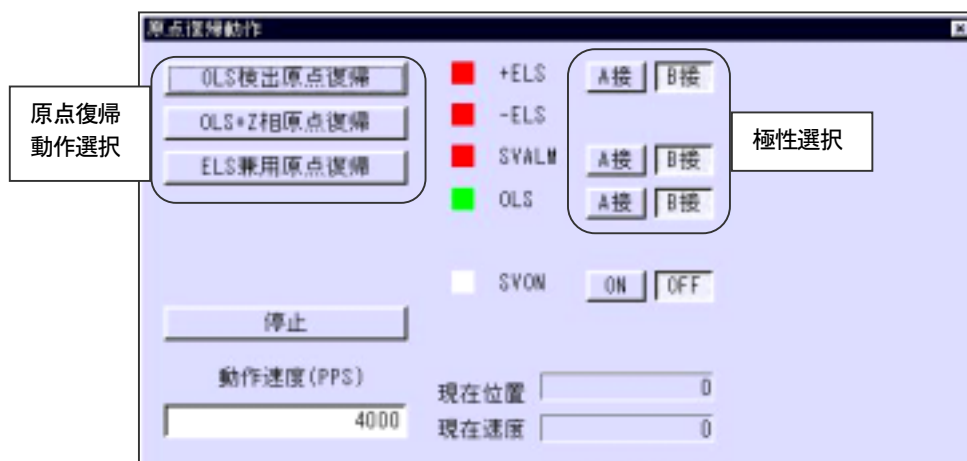 原点復帰動作
OLS検出原点復帰
OLS+Z相原点復帰
ELS兼用原点復帰
原点復帰
動作選択
+ELS A接 B接
-ELS
SVALM A接 B接
OLS A接 B接
極性選択
SVON ON OFF
停止
動作速度(PPS)
4000
現在位置 0
現在速度 0